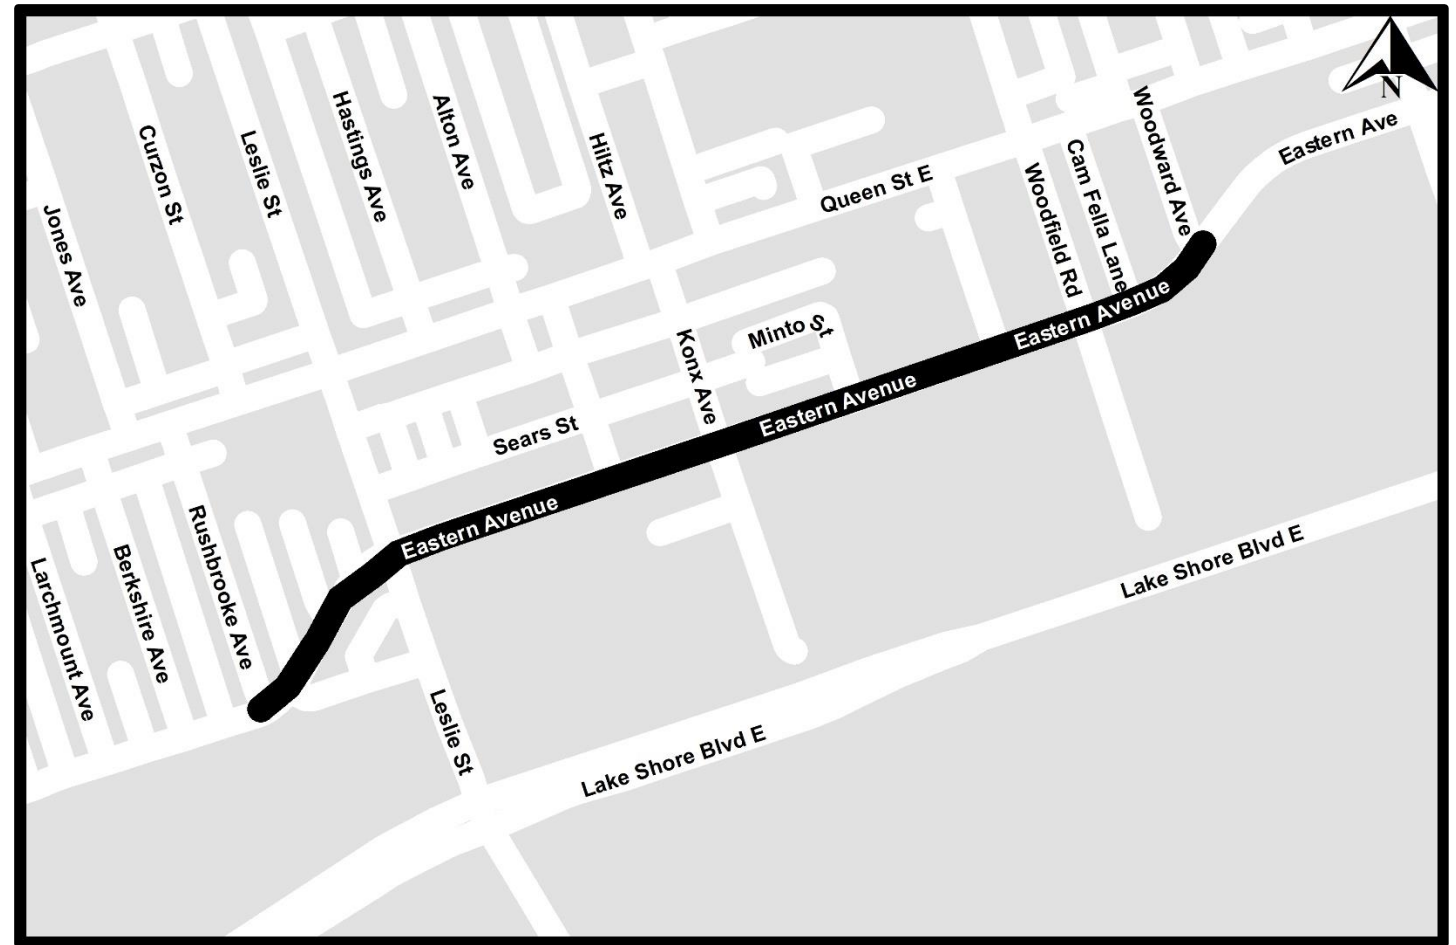 N
Woodward Ave
Eastern Ave
Hastings Ave
Alton Ave
Curzon St
Leslie St
Hiltz Ave
Cam Fella Lane
Queen St E
Woodfield Rd
Jones Ave
Eastern Avenue
Minto St
Konx Ave
Eastern Avenue
Sears St
Eastern Avenue
Rushbrooke Ave
Lake Shore Blvd E
Berkshire Ave
Larchmount Ave
Leslie St
Lake Shore Blvd E